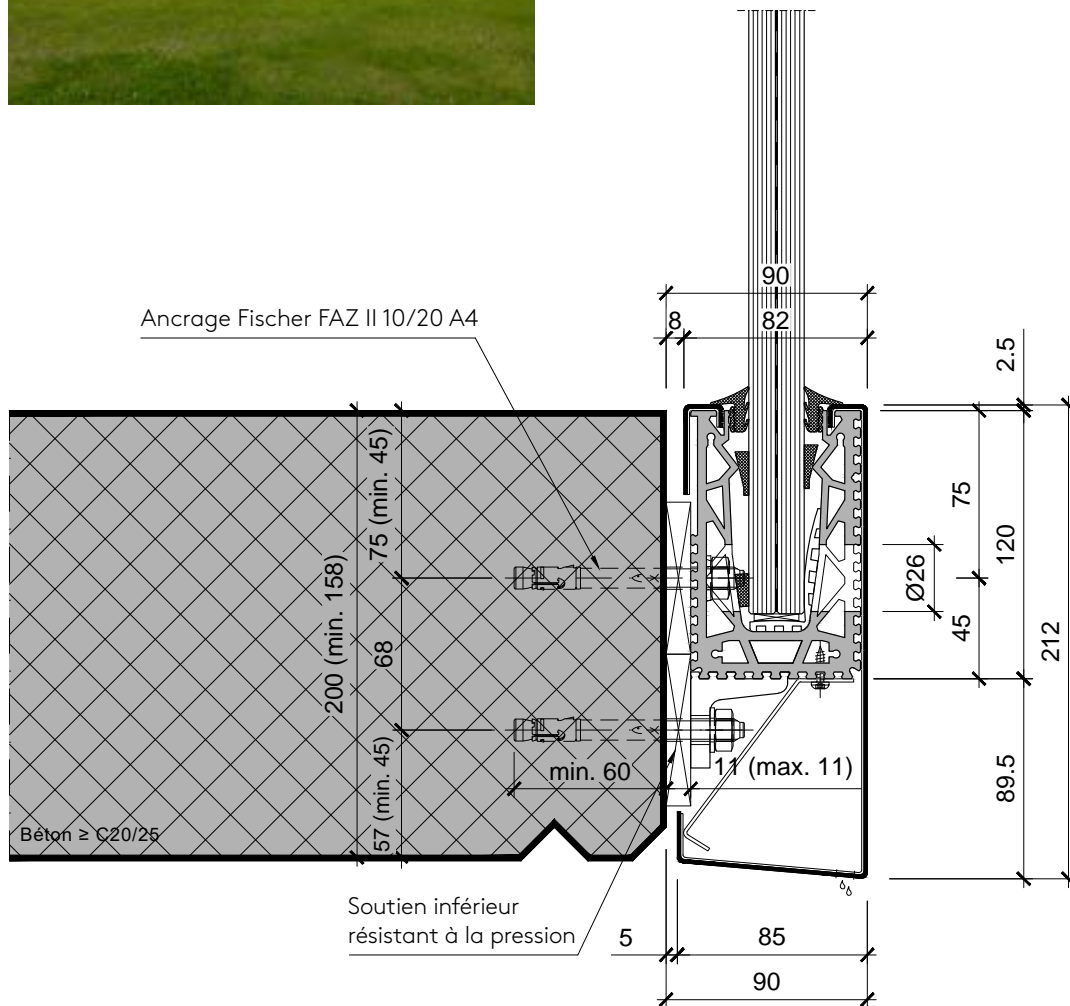 90
8
82
Ancrage Fischer FAZ II 10/20 A4
2.5
75 (min. 45)
75
120
200 (min. 158)
Ø26
68
45
212
min. 60
11 (max. 11)
89.5
57 (min. 45)
Béton ≥ C20/25
Soutien inférieur
résistant à la pression
5
85
90